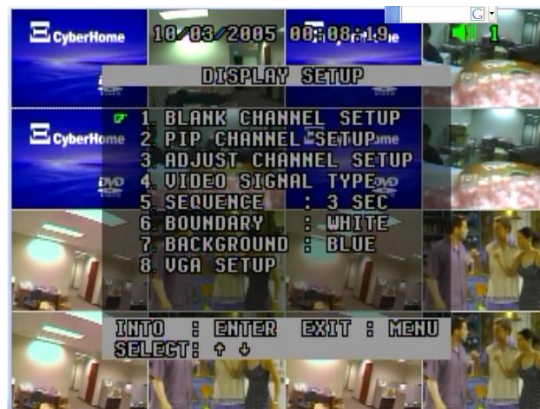 CyberHome
10/03/2005 00:08:19
1
DISPLAY SETUP
CyberHome
DVD
VIDEO
1. BLANK CHANNEL SETUP
2. PIP CHANNEL SETUP
3. ADJUST CHANNEL SETUP
4. VIDEO SIGNAL TYPE
5. SEQUENCE : 3 SEC
6. BOUNDARY : WHITE
7. BACKGROUND : BLUE
8. VGA SETUP
INTO : ENTER EXIT : MENU
SELECT: ↑ ↓